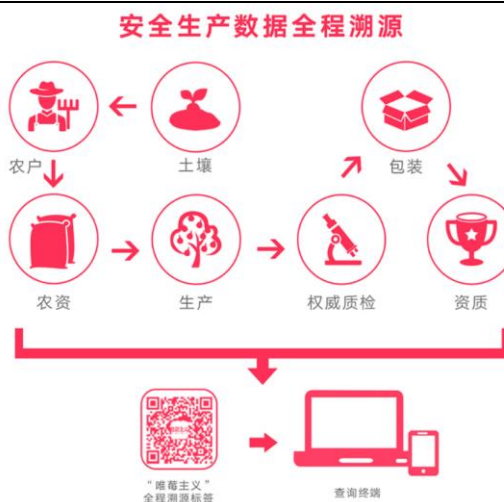 安全生产数据全程溯源
农户
土壤
包装
农资
生产
权威质检
资质
“唯莓主义”
全程溯源标签
查询终端